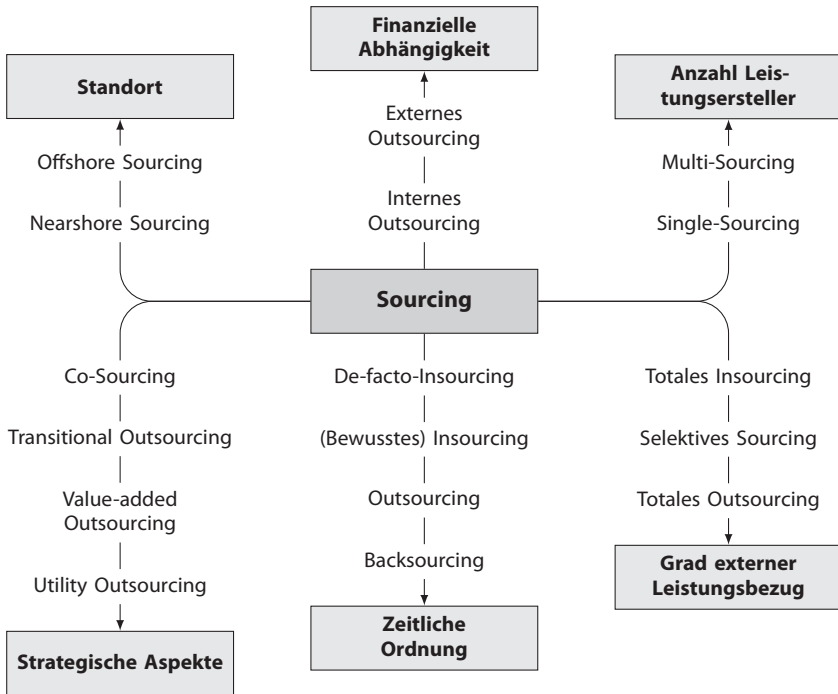 Finanzielle
Abhängigkeit
Standort
Anzahl Leis-
tungsersteller
Externes
Outsourcing
Offshore Sourcing
Multi-Sourcing
Internes
Outsourcing
Nearshore Sourcing
Single-Sourcing
Sourcing
Co-Sourcing
De-facto-Insourcing
Totales Insourcing
Transitional Outsourcing
(Bewusstes) Insourcing
Selektives Sourcing
Value-added
Outsourcing
Outsourcing
Totales Outsourcing
Utility Outsourcing
Backsourcing
Grad externer
Leistungsbezug
Strategische Aspekte
Zeitliche
Ordnung